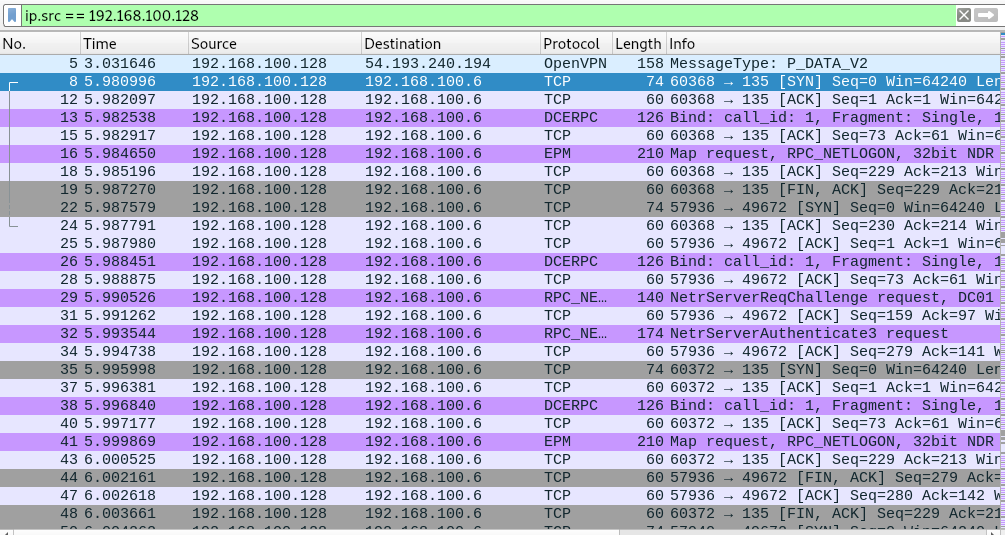 ip.src == 192.168.100.128
No. Time Source Destination Protocol Length Info
5 3.031646 192.168.100.128 54.193.240.194 OpenVPN 158 MessageType: P_DATA_V2
8 5.980996 192.168.100.128 192.168.100.6 TCP 74 60368 → 135 [SYN] Seq=0 Win=64240 Ler
12 5.982097 192.168.100.128 192.168.100.6 TCP 60 60368 → 135 [ACK] Seq=1 Ack=1 Win=642
13 5.982538 192.168.100.128 192.168.100.6 DCERPC 126 Bind: call_id: 1, Fragment: Single, 1
15 5.982917 192.168.100.128 192.168.100.6 TCP 60 60368 → 135 [ACK] Seq=73 Ack=61 Win=6
16 5.984650 192.168.100.128 192.168.100.6 EPM 210 Map request, RPC_NETLOGON, 32bit NDR
18 5.985196 192.168.100.128 192.168.100.6 TCP 60 60368 → 135 [ACK] Seq=229 Ack=213 Wir
19 5.987270 192.168.100.128 192.168.100.6 TCP 60 60368 → 135 [FIN, ACK] Seq=229 Ack=21
22 5.987579 192.168.100.128 192.168.100.6 TCP 74 57936 → 49672 [SYN] Seq=0 Win=64240 L
24 5.987791 192.168.100.128 192.168.100.6 TCP 60 60368 → 135 [ACK] Seq=230 Ack=214 Wir
25 5.987980 192.168.100.128 192.168.100.6 TCP 60 57936 → 49672 [ACK] Seq=1 Ack=1 Win=6
26 5.988451 192.168.100.128 192.168.100.6 DCERPC 126 Bind: call_id: 1, Fragment: Single, 1
28 5.988875 192.168.100.128 192.168.100.6 TCP 60 57936 → 49672 [ACK] Seq=73 Ack=61 Wir
29 5.990526 192.168.100.128 192.168.100.6 RPC_NE… 140 NetrServerReqChallenge request, DC01
31 5.991262 192.168.100.128 192.168.100.6 TCP 60 57936 → 49672 [ACK] Seq=159 Ack=97 Wi
32 5.993544 192.168.100.128 192.168.100.6 RPC_NE… 174 NetrServerAuthenticate3 request
34 5.994738 192.168.100.128 192.168.100.6 TCP 60 57936 → 49672 [ACK] Seq=279 Ack=141 W
35 5.995998 192.168.100.128 192.168.100.6 TCP 74 60372 → 135 [SYN] Seq=0 Win=64240 Ler
37 5.996381 192.168.100.128 192.168.100.6 TCP 60 60372 → 135 [ACK] Seq=1 Ack=1 Win=642
38 5.996840 192.168.100.128 192.168.100.6 DCERPC 126 Bind: call_id: 1, Fragment: Single, 1
40 5.997177 192.168.100.128 192.168.100.6 TCP 60 60372 → 135 [ACK] Seq=73 Ack=61 Win=6
41 5.999869 192.168.100.128 192.168.100.6 EPM 210 Map request, RPC_NETLOGON, 32bit NDR
43 6.000525 192.168.100.128 192.168.100.6 TCP 60 60372 → 135 [ACK] Seq=229 Ack=213 Wir
44 6.002161 192.168.100.128 192.168.100.6 TCP 60 57936 → 49672 [FIN, ACK] Seq=279 Ack=
47 6.002618 192.168.100.128 192.168.100.6 TCP 60 57936 → 49672 [ACK] Seq=280 Ack=142 W
48 6.003661 192.168.100.128 192.168.100.6 TCP 60 60372 → 135 [FIN, ACK] Seq=229 Ack=21